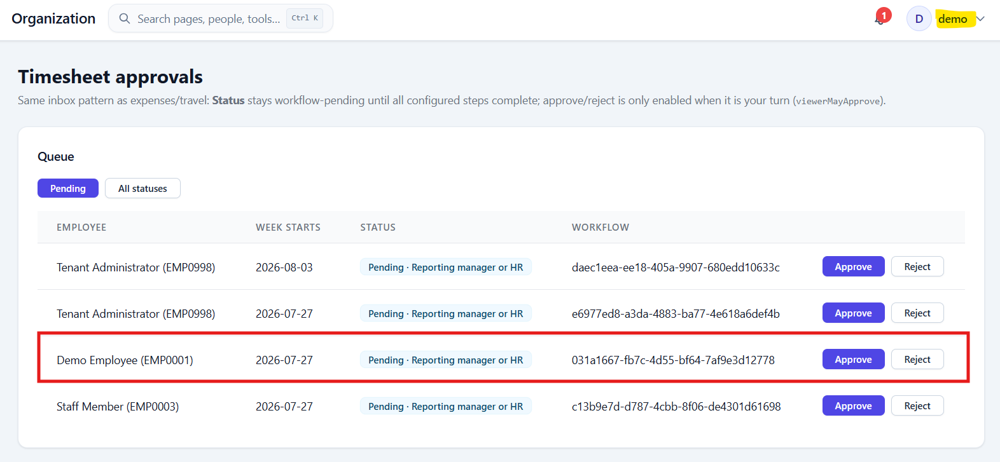 Organization
Search pages, people, tools...
Ctrl K
1
D
demo
Timesheet approvals
Same inbox pattern as expenses/travel: Status stays workflow-pending until all configured steps complete; approve/reject is only enabled when it is your turn (viewerMayApprove).
Queue
Pending
All statuses
EMPLOYEE WEEK STARTS STATUS WORKFLOW
Tenant Administrator (EMP0998) 2026-08-03 Pending · Reporting manager or HR daec1eea-ee18-405a-9907-680edd10633c Approve Reject
Tenant Administrator (EMP0998) 2026-07-27 Pending · Reporting manager or HR e6977ed8-a3da-4883-ba77-4e618a6def4b Approve Reject
Demo Employee (EMP0001) 2026-07-27 Pending · Reporting manager or HR 031a1667-fb7c-4d55-bf64-7af9e3d12778 Approve Reject
Staff Member (EMP0003) 2026-07-27 Pending · Reporting manager or HR c13b9e7d-d787-4cbb-8f06-de4301d61698 Approve Reject